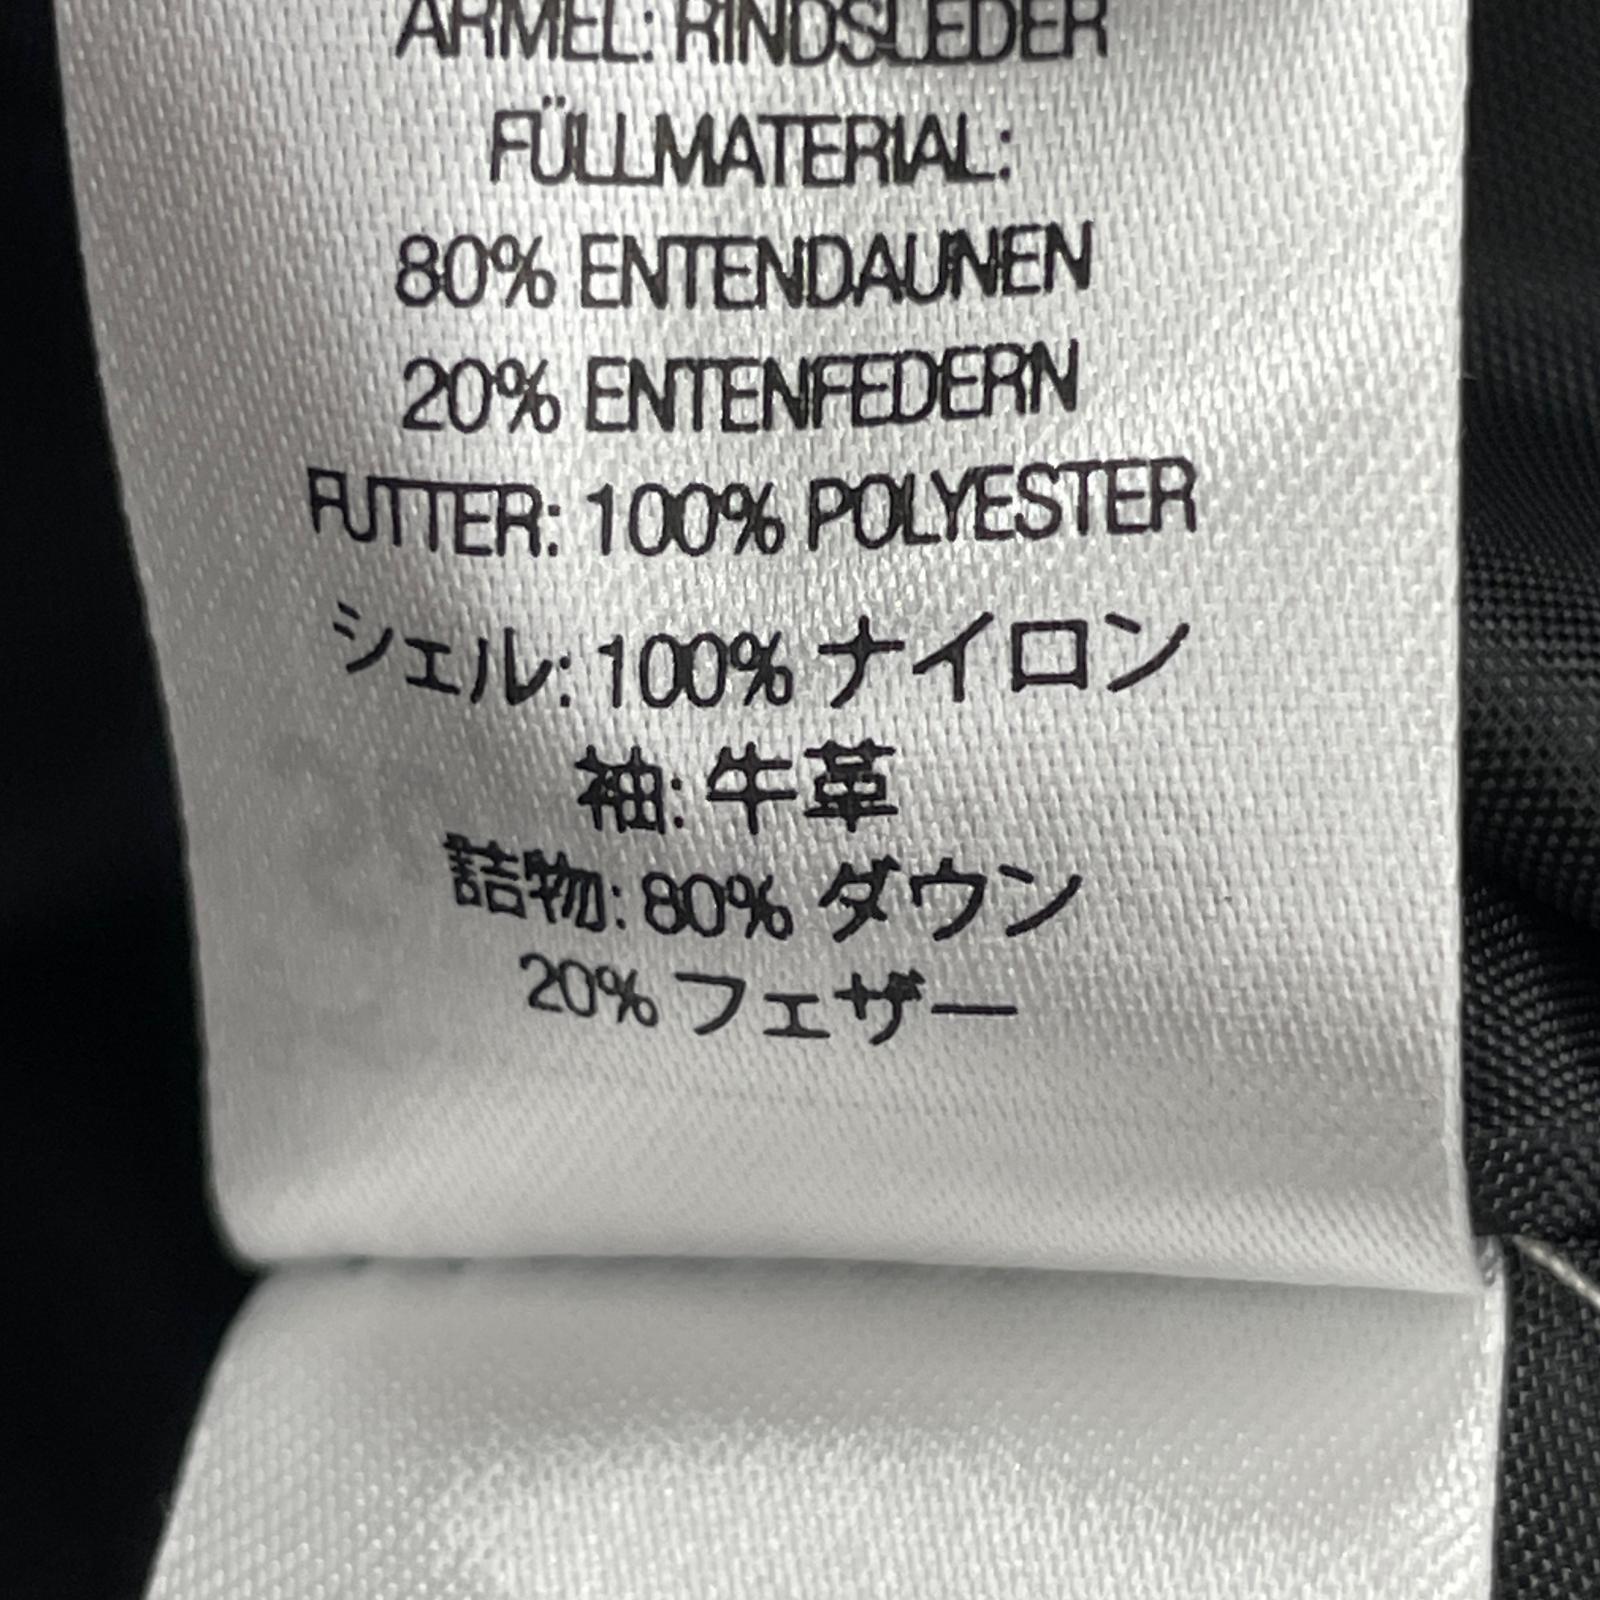 ÄRMEL: RINDSLEDER
FÜLLMATERIAL:
80% ENTENDAUNEN
20% ENTENFEDERN
FUTTER: 100% POLYESTER
シェル: 100% ナイロン
袖: 牛革
詰物: 80% ダウン
20% フェザー